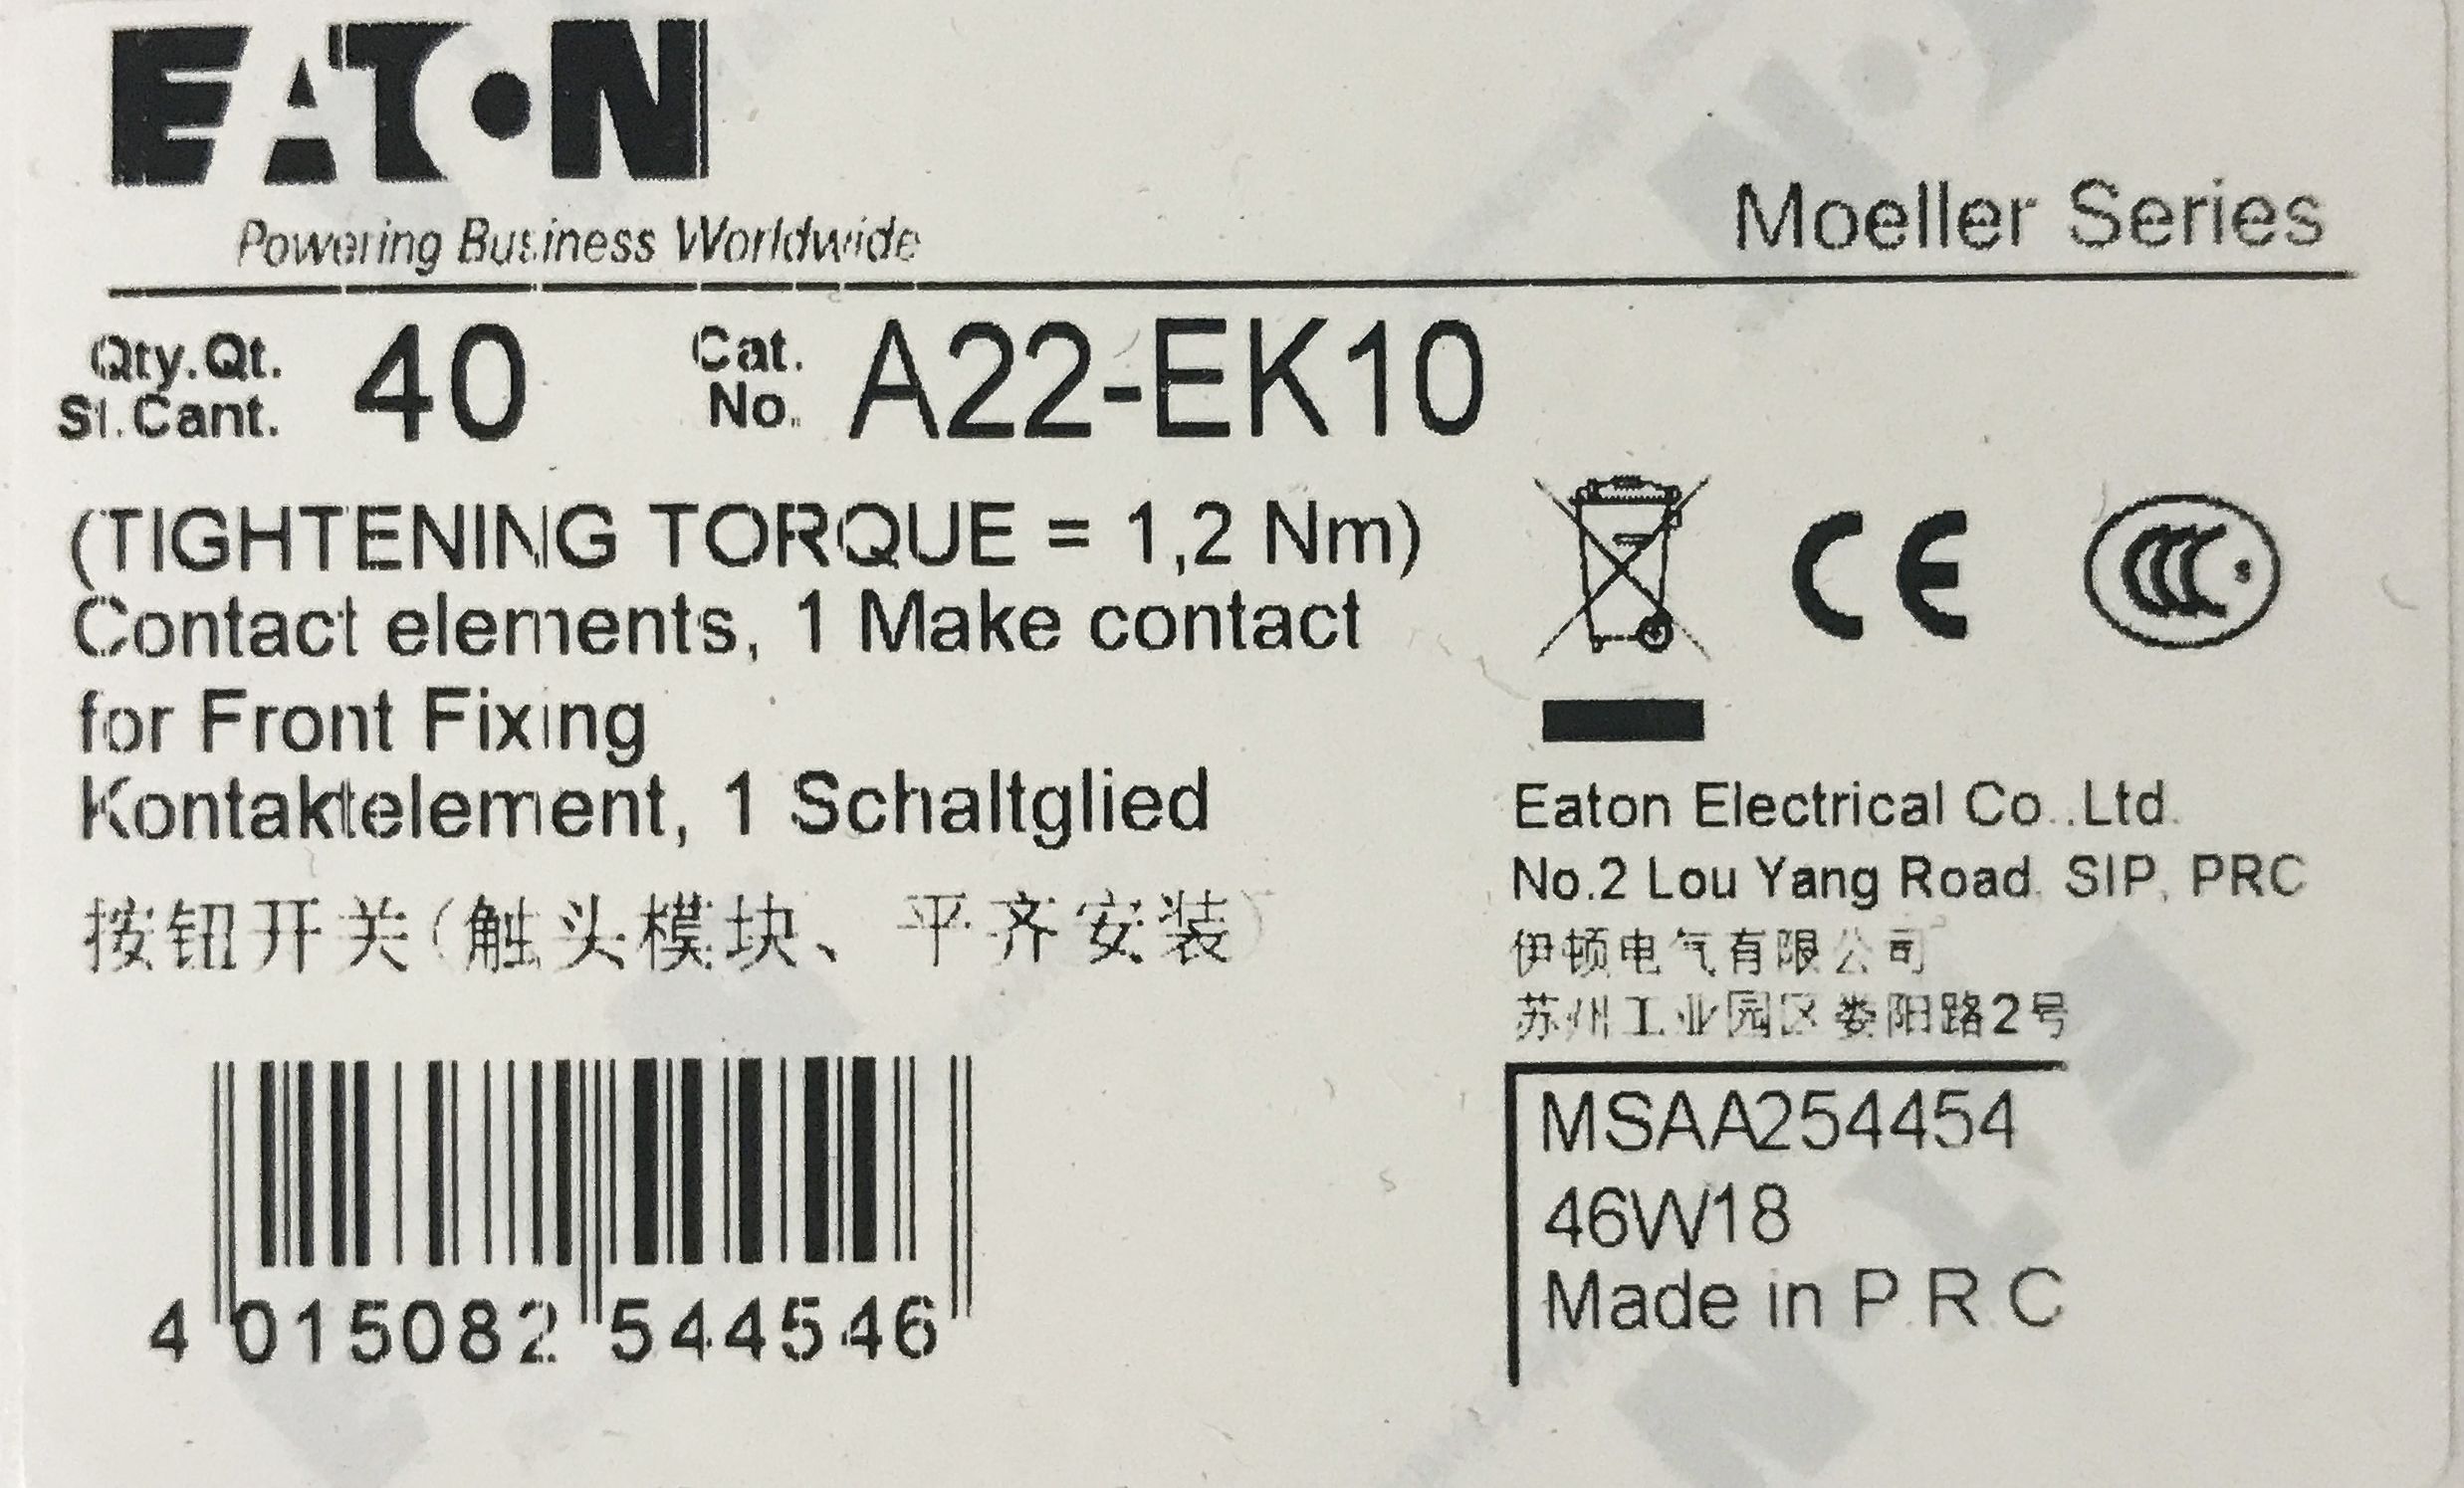 EATON
Powering Business Worldwide
Moeller Series
Qty.Qt. 40 Cat. A22-EK10
St.Cant. No.
(TIGHTENING TORQUE = 1,2 Nm)
Contact elements, 1 Make contact
for Front Fixing
Kontaktelement, 1 Schaltglied
按钮开关(触头模块、平齐安装)
CE
CCC S
Eaton Electrical Co.,Ltd.
No.2 Lou Yang Road. SIP, PRC
伊顿电气有限公司
苏州工业园区娄阳路2号
4 015082 544546
MSAA254454
46W18
Made in P R C